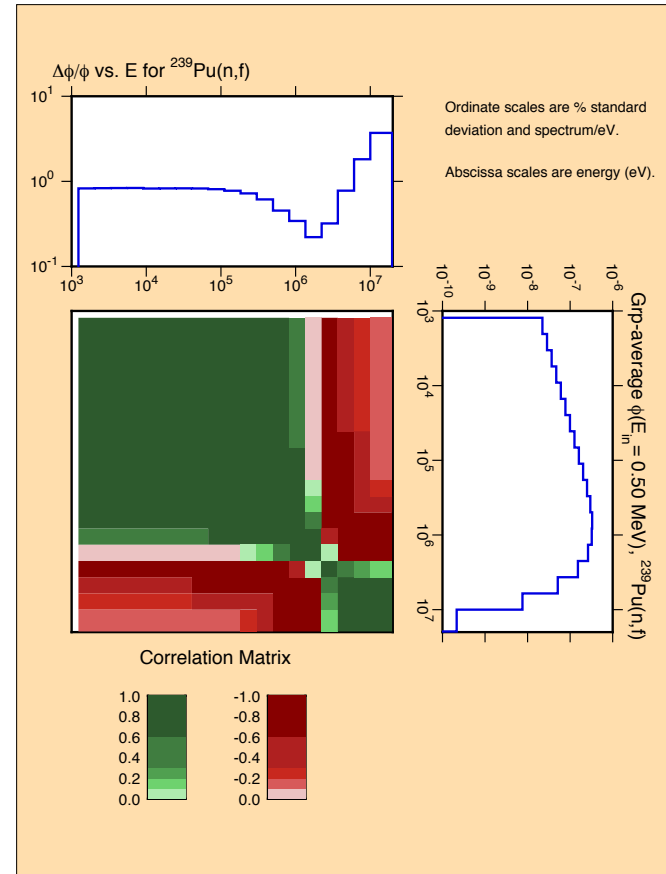 Δϕ/ϕ vs. E for ²³⁹Pu(n,f)
10¹
10⁰
10⁻¹
10³ 10⁴ 10⁵ 10⁶ 10⁷
Ordinate scales are % standard
deviation and spectrum/eV.
Abscissa scales are energy (eV).
10⁻¹⁰ 10⁻⁹ 10⁻⁸ 10⁻⁷ 10⁻⁶
Grp-average ϕ(E_in = 0.50 MeV), ²³⁹Pu(n,f)
10³
10⁴
10⁵
10⁶
10⁷
Correlation Matrix
1.0 -1.0
0.8 -0.8
0.6 -0.6
0.4 -0.4
0.2 -0.2
0.0 0.0